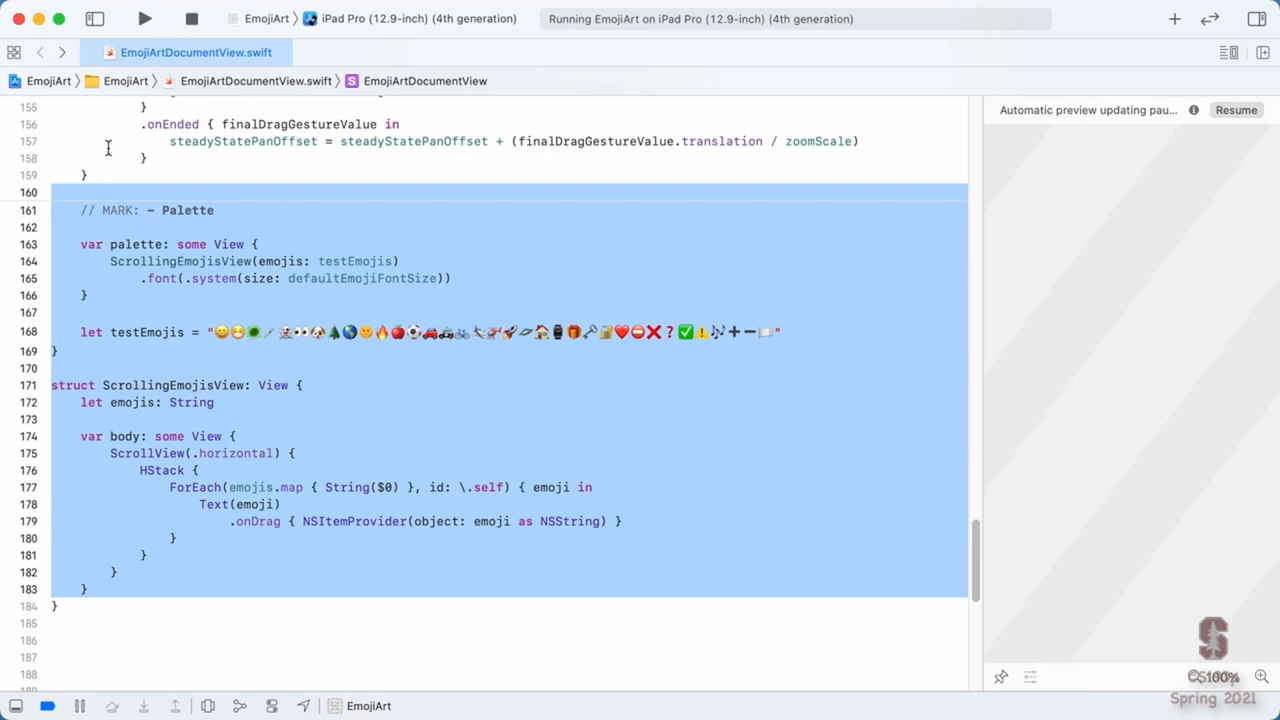 EmojiArt 〉 iPad Pro (12.9-inch) (4th generation)
Running EmojiArt on iPad Pro (12.9-inch) (4th generation)
EmojiArtDocumentView.swift
EmojiArt 〉 EmojiArt 〉 EmojiArtDocumentView.swift 〉 S EmojiArtDocumentView
Automatic preview updating pau... Resume
155 }
156 .onEnded { finalDragGestureValue in
157 steadyStatePanOffset = steadyStatePanOffset + (finalDragGestureValue.translation / zoomScale)
158 }
159 }
160
161 // MARK: - Palette
162
163 var palette: some View {
164 ScrollingEmojisView(emojis: testEmojis)
165 .font(.system(size: defaultEmojiFontSize))
166 }
167
168 let testEmojis = "😀😷🦠💉👻👀🐶🌲🌎🌞🔥🍎⚽️🚗🚓🚲🛩🚁🚀🛸🏠⌚️🎁🗝🔐❤️⛔️❌❓✅⚠️🎶➕➖🏳️"
169 }
170
171 struct ScrollingEmojisView: View {
172 let emojis: String
173
174 var body: some View {
175 ScrollView(.horizontal) {
176 HStack {
177 ForEach(emojis.map { String($0) }, id: \.self) { emoji in
178 Text(emoji)
179 .onDrag { NSItemProvider(object: emoji as NSString) }
180 }
181 }
182 }
183 }
184 }
185
186
187
188
100%
Spring 2021
EmojiArt